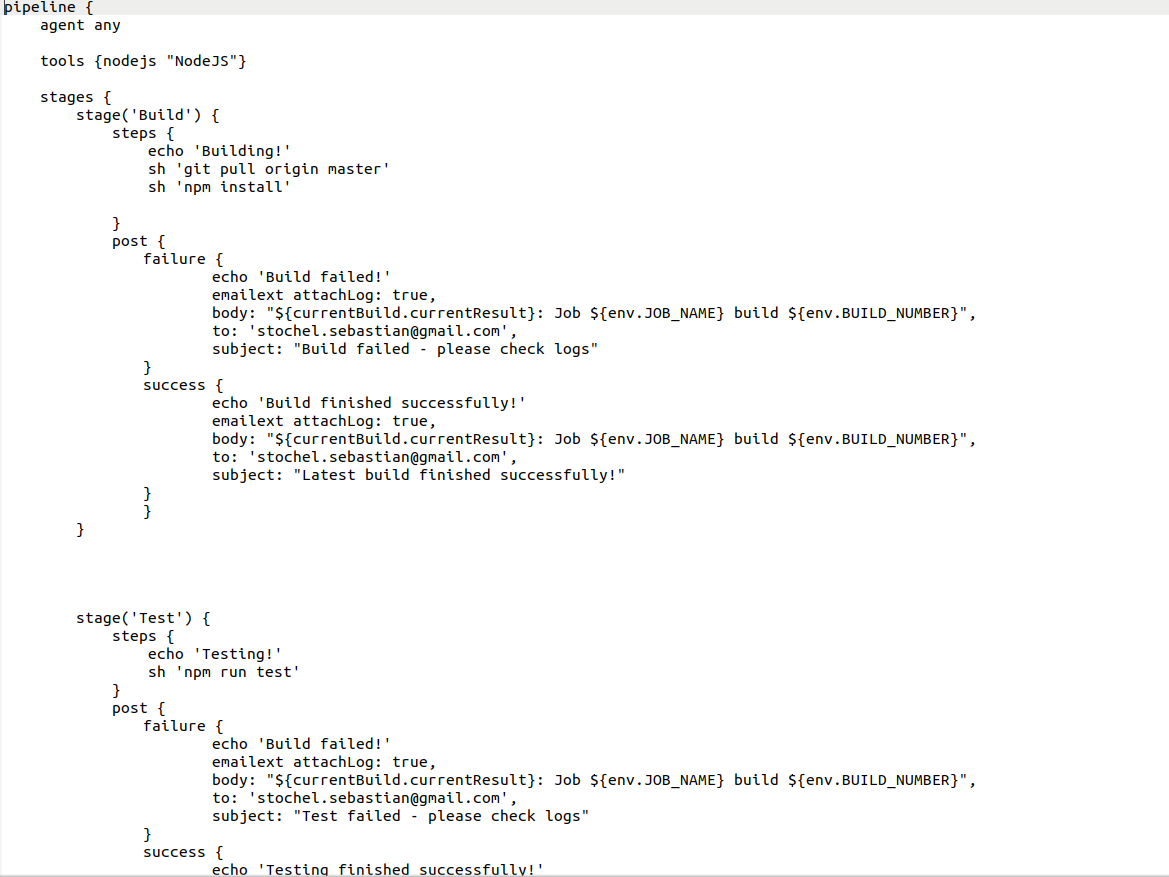 pipeline {
    agent any

    tools {nodejs "NodeJS"}

    stages {
        stage('Build') {
            steps {
                echo 'Building!'
                sh 'git pull origin master'
                sh 'npm install'

            }
            post {
                failure {
                        echo 'Build failed!'
                        emailext attachLog: true,
                        body: "${currentBuild.currentResult}: Job ${env.JOB_NAME} build ${env.BUILD_NUMBER}",
                        to: 'stochel.sebastian@gmail.com',
                        subject: "Build failed - please check logs"
                }
                success {
                        echo 'Build finished successfully!'
                        emailext attachLog: true,
                        body: "${currentBuild.currentResult}: Job ${env.JOB_NAME} build ${env.BUILD_NUMBER}",
                        to: 'stochel.sebastian@gmail.com',
                        subject: "Latest build finished successfully!"
                }
                }
        }

        stage('Test') {
            steps {
                echo 'Testing!'
                sh 'npm run test'
            }
            post {
                failure {
                        echo 'Build failed!'
                        emailext attachLog: true,
                        body: "${currentBuild.currentResult}: Job ${env.JOB_NAME} build ${env.BUILD_NUMBER}",
                        to: 'stochel.sebastian@gmail.com',
                        subject: "Test failed - please check logs"
                }
                success {
                        echo 'Testing finished successfully!'